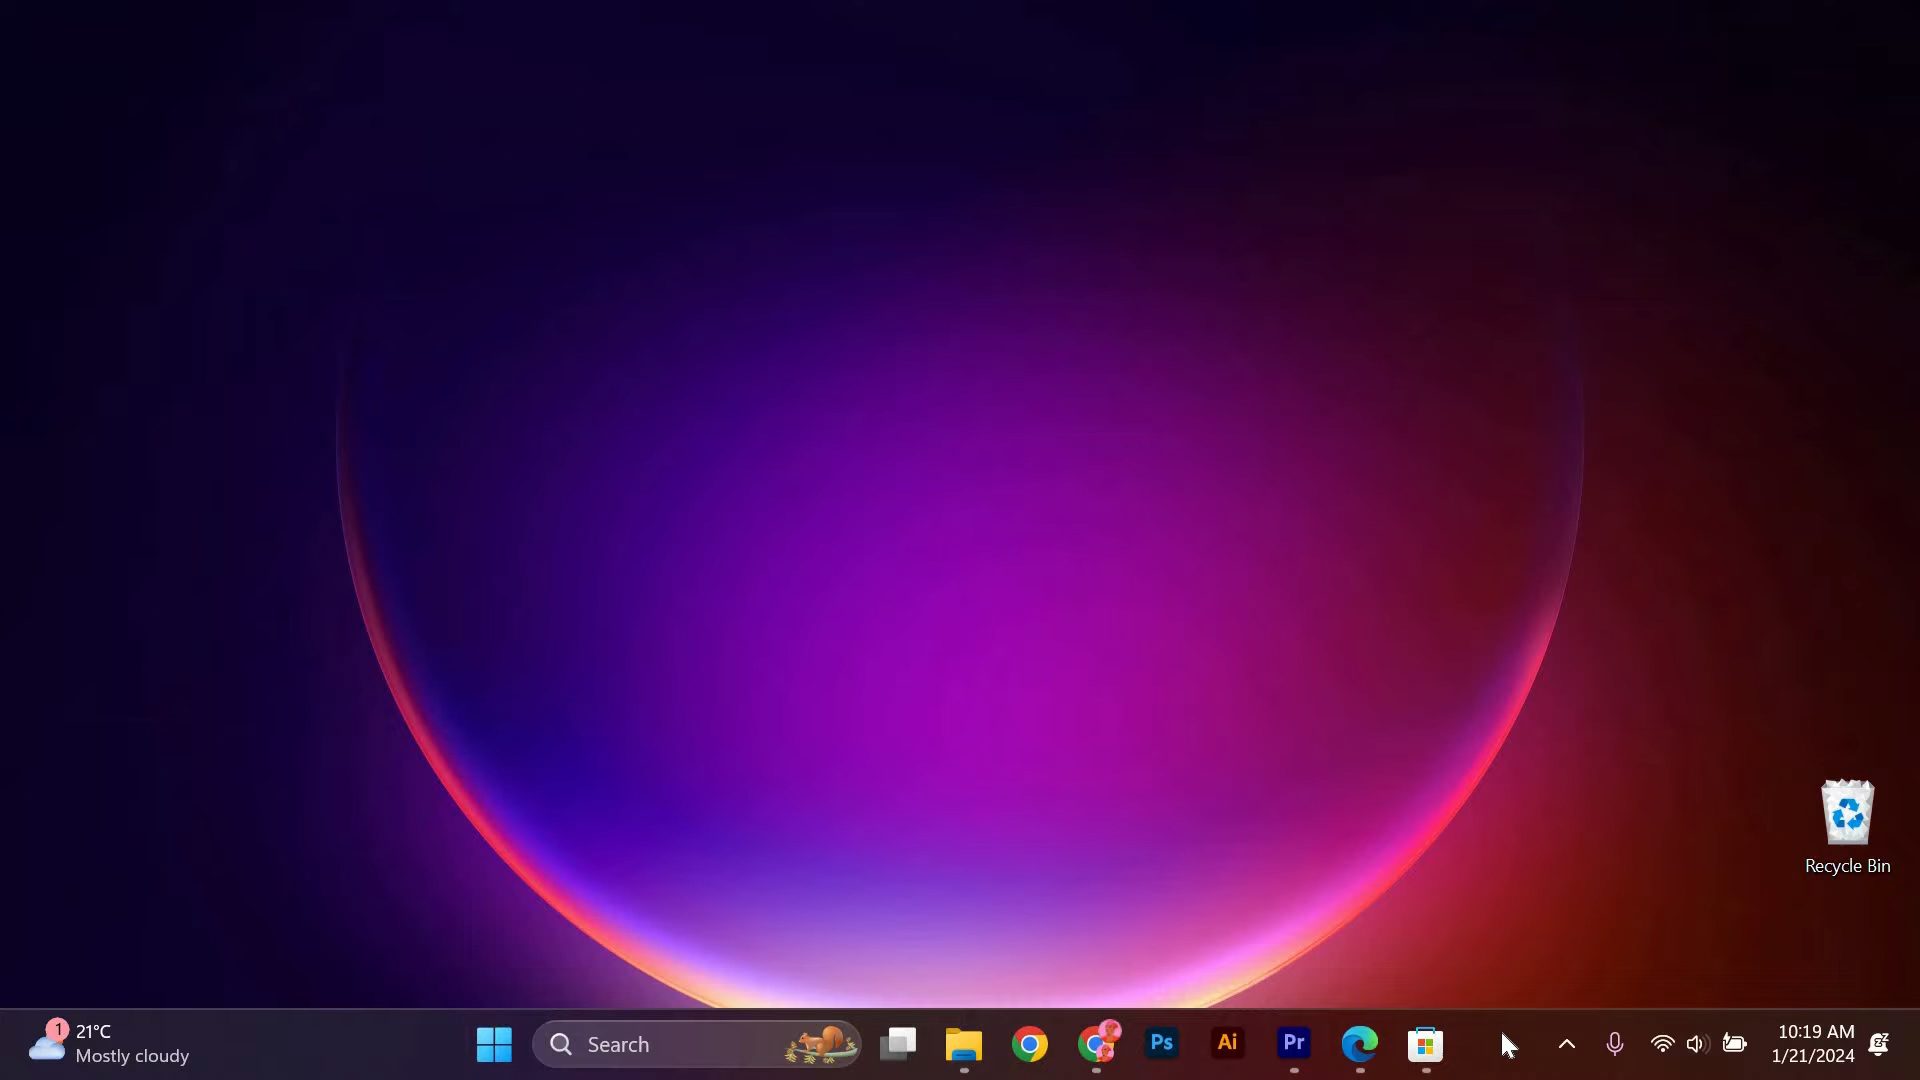 Recycle Bin
1
21°C
Mostly cloudy
Search
Ps
Ai
Pr
10:19 AM
1/21/2024